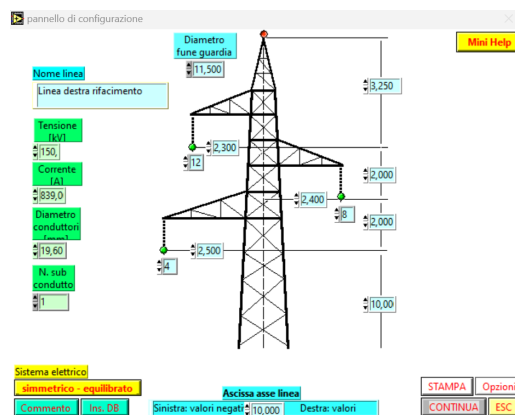 pannello di configurazione
Diametro
fune guardia
11,500
Mini Help
Nome linea
Linea destra rifacimento
3,250
Tensione
[kV]
150,
2,300
12
Corrente
[A]
839,0
2,000
2,400
8
Diametro
conduttori
19,60
2,000
2,500
4
N. sub
condutto
1
10,00
Sistema elettrico
simmetrico - equilibrato
Commento
Ins. DB
Ascissa asse linea
Sinistra: valori negati
10,000
Destra: valori
STAMPA
Opzioni
CONTINUA
ESC